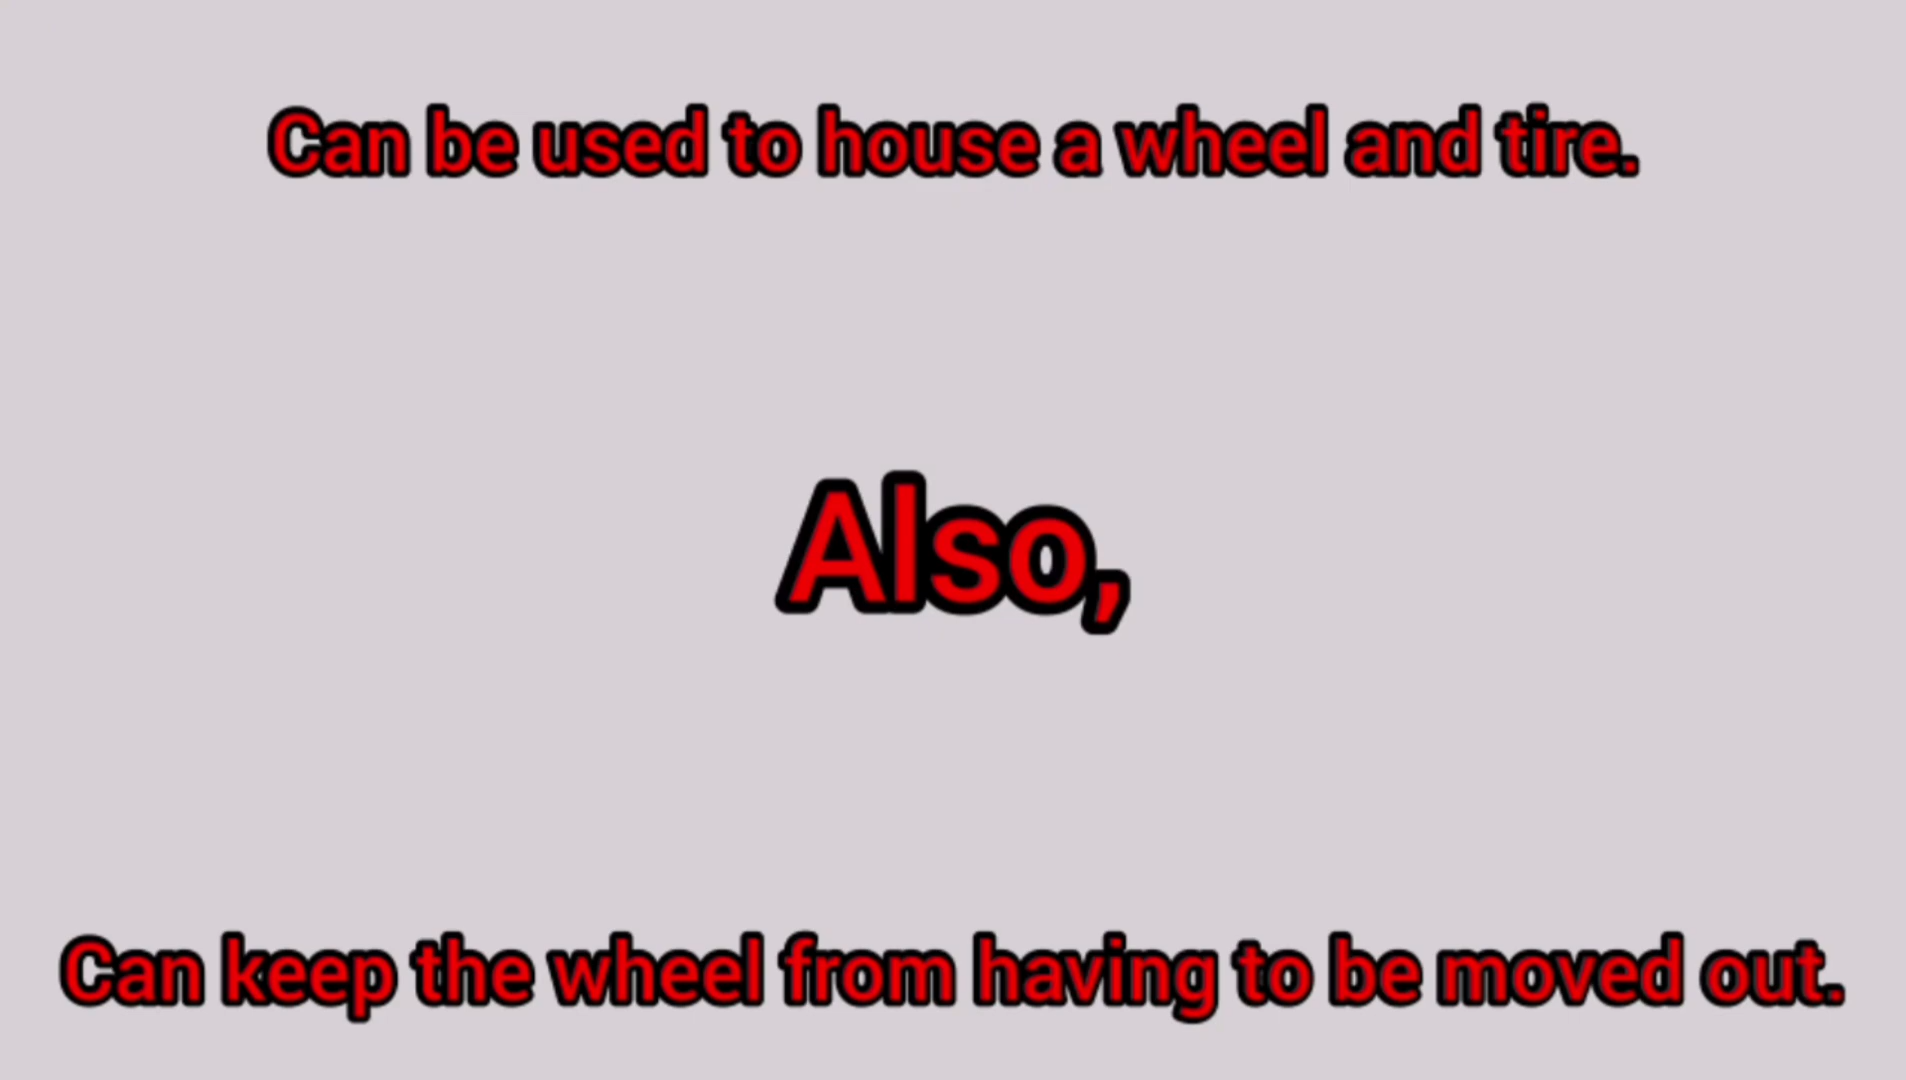 Can be used to house a wheel and tire.
Also,
Can keep the wheel from having to be moved out.